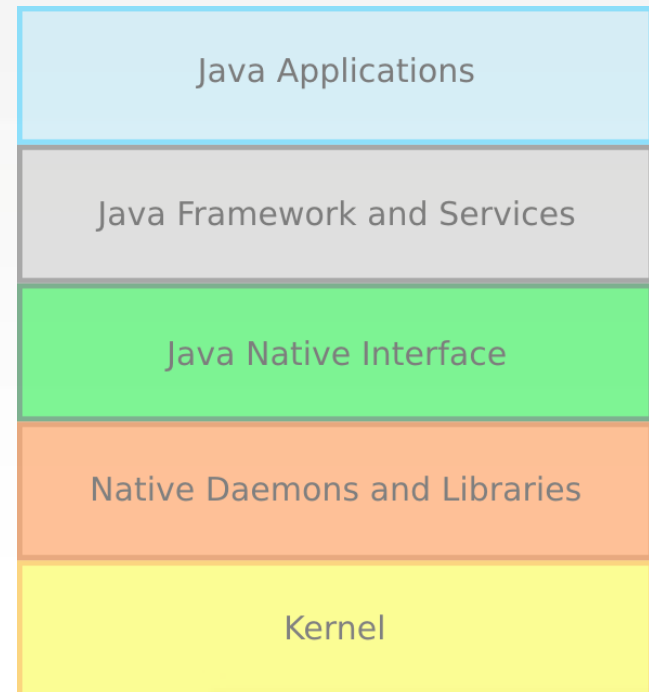 Java Applications
Java Framework and Services
Java Native Interface
Native Daemons and Libraries
Kernel